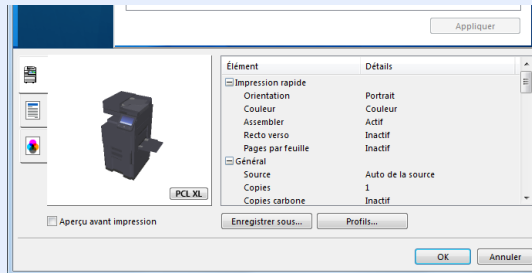 Appliquer
Élément Détails
Impression rapide
Orientation Portrait
Couleur Couleur
Assembler Actif
Recto verso Inactif
Pages par feuille Inactif
Général
Source Auto de la source
Copies 1
Copies carbone Inactif
PCL XL
Aperçu avant impression Enregistrer sous... Profils...
OK Annuler